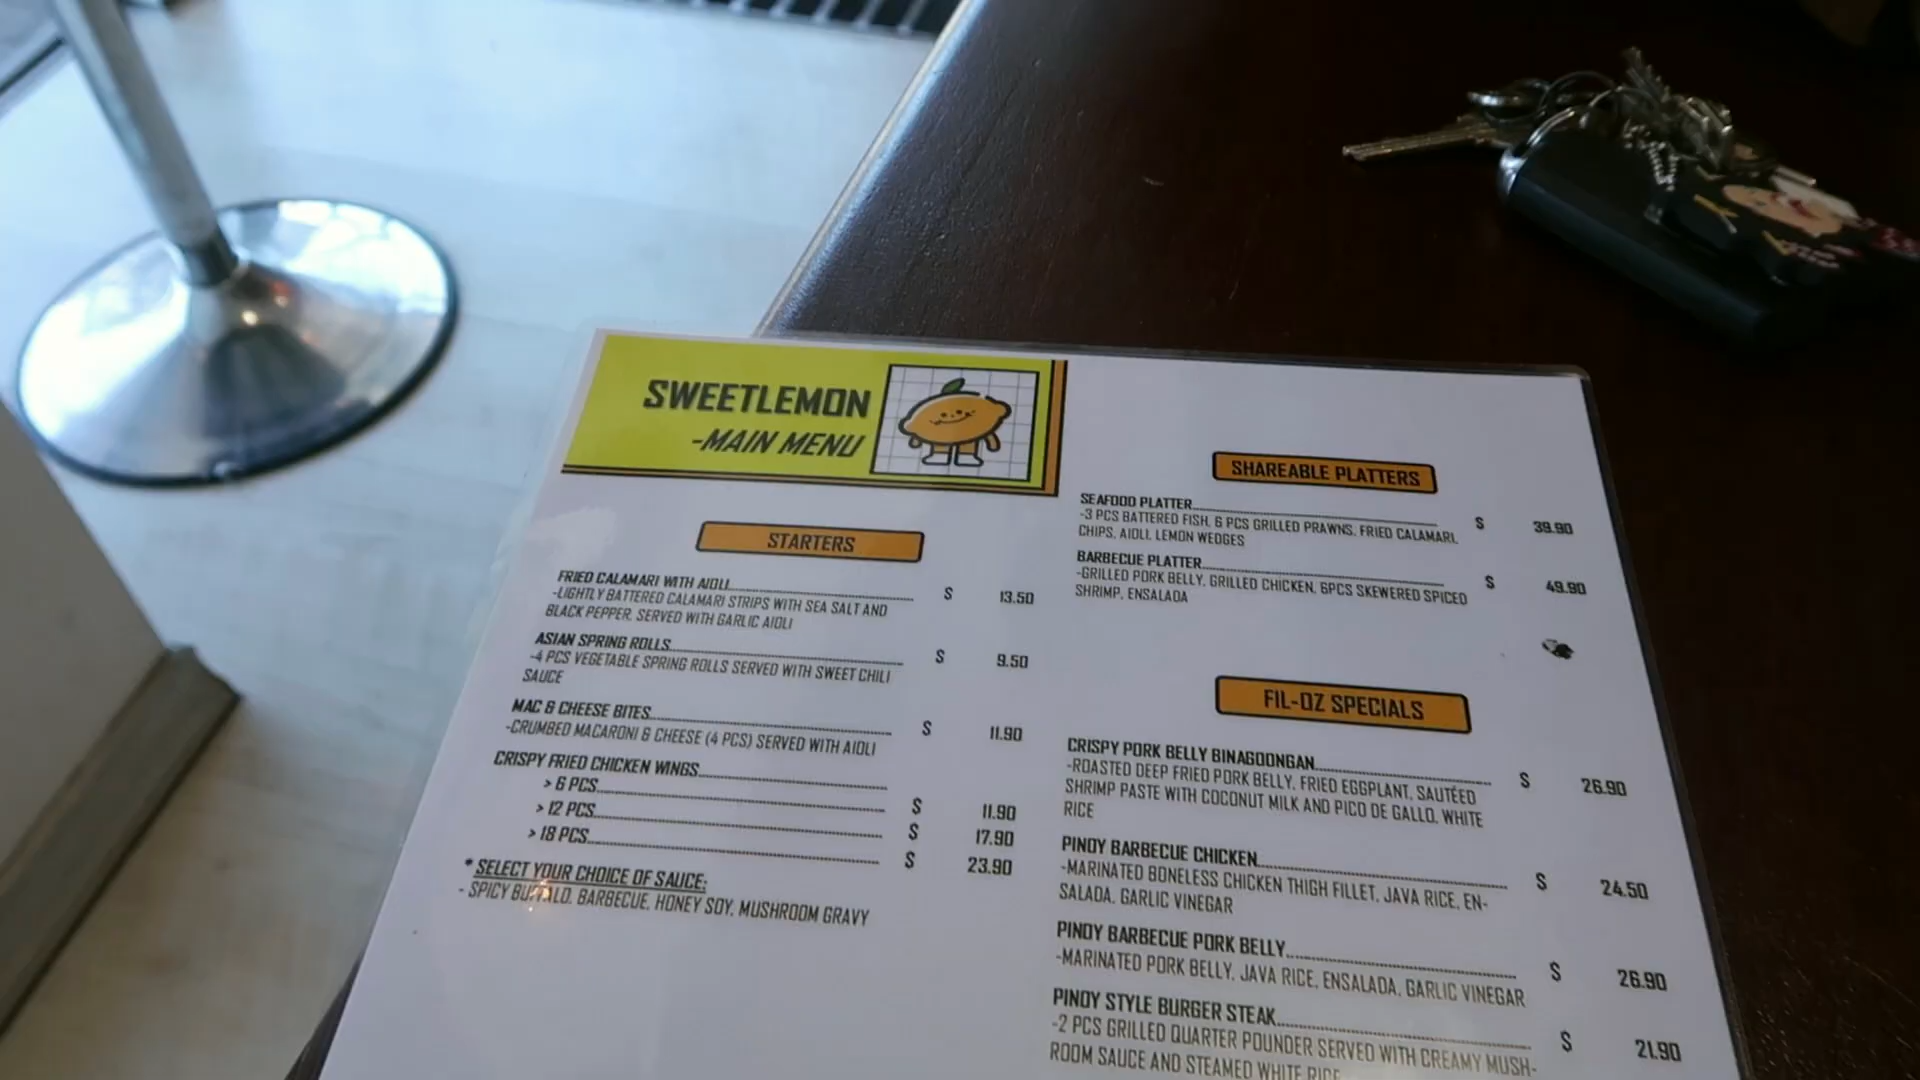 SWEETLEMON
-MAIN MENU
STARTERS
FRIED CALAMARI WITH AIOLI $ 13.50
-LIGHTLY BATTERED CALAMARI STRIPS WITH SEA SALT AND
BLACK PEPPER, SERVED WITH GARLIC AIOLI
ASIAN SPRING ROLLS $ 9.50
-4 PCS VEGETABLE SPRING ROLLS SERVED WITH SWEET CHILI
SAUCE
MAC & CHEESE BITES $ 11.90
-CRUMBED MACARONI & CHEESE (4 PCS) SERVED WITH AIOLI
CRISPY FRIED CHICKEN WINGS
> 6 PCS $ 11.90
> 12 PCS $ 17.90
> 18 PCS $ 23.90
* SELECT YOUR CHOICE OF SAUCE:
- SPICY BUFFALO, BARBECUE, HONEY SOY, MUSHROOM GRAVY
SHAREABLE PLATTERS
SEAFOOD PLATTER $ 39.90
-3 PCS BATTERED FISH, 6 PCS GRILLED PRAWNS, FRIED CALAMARI,
CHIPS, AIOLI, LEMON WEDGES
BARBECUE PLATTER $ 49.90
-GRILLED PORK BELLY, GRILLED CHICKEN, 6PCS SKEWERED SPICED
SHRIMP, ENSALADA
FIL-OZ SPECIALS
CRISPY PORK BELLY BINAGOONGAN $ 26.90
-ROASTED DEEP FRIED PORK BELLY, FRIED EGGPLANT, SAUTÉED
SHRIMP PASTE WITH COCONUT MILK AND PICO DE GALLO, WHITE
RICE
PINOY BARBECUE CHICKEN $ 24.50
-MARINATED BONELESS CHICKEN THIGH FILLET, JAVA RICE, EN-
SALADA, GARLIC VINEGAR
PINOY BARBECUE PORK BELLY $ 26.90
-MARINATED PORK BELLY, JAVA RICE, ENSALADA, GARLIC VINEGAR
PINOY STYLE BURGER STEAK $ 21.90
-2 PCS GRILLED QUARTER POUNDER SERVED WITH CREAMY MUSH-
ROOM SAUCE AND STEAMED WHITE RICE